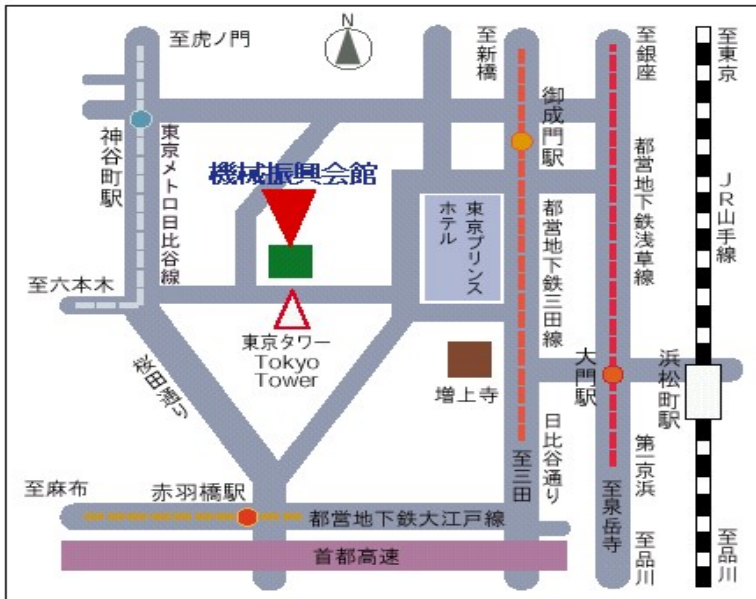 至虎ノ門
N
至新橋
至銀座
至東京
神谷町駅
東京メトロ日比谷線
機械振興会館
御成門駅
都営地下鉄浅草線
JR山手線
東京プリンス
ホテル
都営地下鉄三田線
至六本木
東京タワー
Tokyo
Tower
桜田通り
増上寺
大門駅
浜松町駅
日比谷通り
第一京浜
至麻布
赤羽橋駅
都営地下鉄大江戸線
至三田
至泉岳寺
至品川
至品川
首都高速